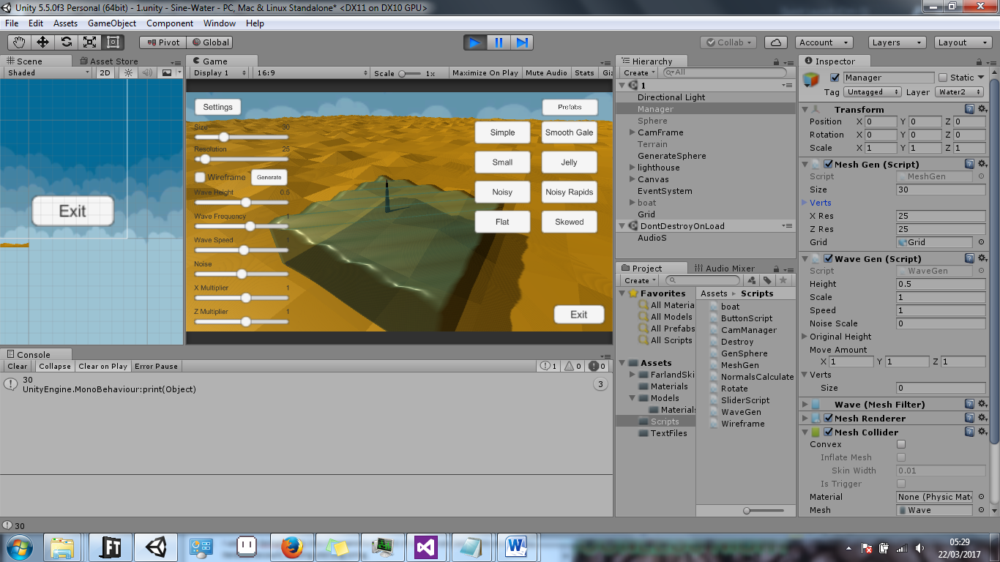 Unity 5.5.0f3 Personal (64bit) - 1.unity - Sine-Water - PC, Mac & Linux Standalone* <DX11 on DX10 GPU>
File Edit Assets GameObject Component Window Help
Pivot Global Collab Account Layers Layout
Scene Asset Store
Shaded 2D
Exit
Game
Display 1 16:9 Scale 1x Maximize On Play Mute Audio Stats Giz
Settings Prefabs
Size 30
Resolution 25
Wireframe Generate
Wave Height 0.5
Wave Frequency 1
Wave Speed 1
Noise
X Multiplier 1
Z Multiplier 1
Simple Smooth Gale
Small Jelly
Noisy Noisy Rapids
Flat Skewed
Exit
Console
Clear Collapse Clear on Play Error Pause 1 0 0
30
UnityEngine.MonoBehaviour:print(Object)
3
30
Hierarchy
Create All
1
Directional Light
Manager
Sphere
CamFrame
Terrain
GenerateSphere
lighthouse
Canvas
EventSystem
boat
Grid
DontDestroyOnLoad
AudioS
Project Audio Mixer
Create
Favorites
All Materia
All Models
All Prefabs
All Scripts
Assets
FarlandSki
Materials
Models
Materials
Scripts
TextFiles
Assets Scripts
boat
ButtonScript
CamManager
Destroy
GenSphere
MeshGen
NormalsCalculate
Rotate
SliderScript
WaveGen
Wireframe
Inspector
Manager Static
Tag Untagged Layer Water2
Transform
Position X 0 Y 0 Z 0
Rotation X 0 Y 0 Z 0
Scale X 1 Y 1 Z 1
Mesh Gen (Script)
Script MeshGen
Size 30
Verts
X Res 25
Z Res 25
Grid Grid
Wave Gen (Script)
Script WaveGen
Height 0.5
Scale 1
Speed 1
Noise Scale 0
Original Height
Move Amount
X 1 Y 1 Z 1
Verts
Size 0
Wave (Mesh Filter)
Mesh Renderer
Mesh Collider
Convex
Inflate Mesh
Skin Width 0.01
Is Trigger
Material None (Physic Mate
Mesh Wave
05:29
22/03/2017